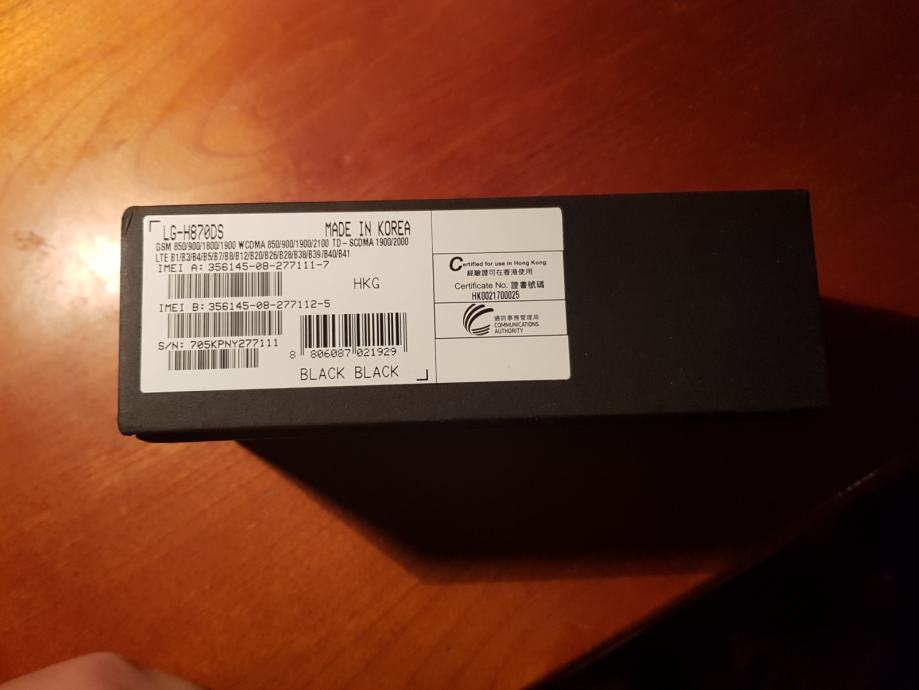 LG-H870DS
MADE IN KOREA
GSM 850/900/1800/1900 WCDMA 850/900/1900/2100 TD-SCDMA 1900/2000
LTE B1/B3/B4/B5/B7/B8/B12/B20/B26/B28/B38/B39/B40/B41
IMEI A: 356145-08-277111-7
HKG
IMEI B: 356145-08-277112-5
S/N: 705KPNY277111
8 806087 021929
BLACK BLACK
Certified for use in Hong Kong
經驗證可在香港使用
Certificate No. 證書號碼
HK0021700025
通訊事務管理局
COMMUNICATIONS
AUTHORITY